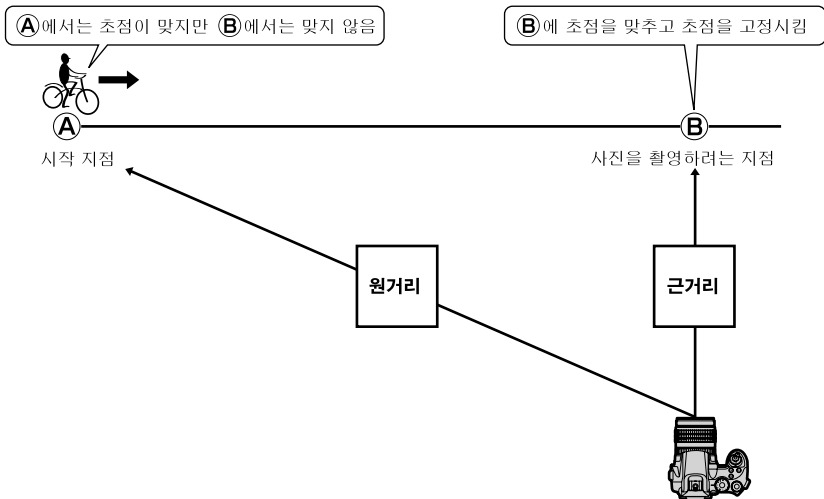 Ⓐ에서는 초점이 맞지만 Ⓑ에서는 맞지 않음
Ⓑ에 초점을 맞추고 초점을 고정시킴
Ⓐ
Ⓑ
시작 지점
사진을 촬영하려는 지점
원거리
근거리